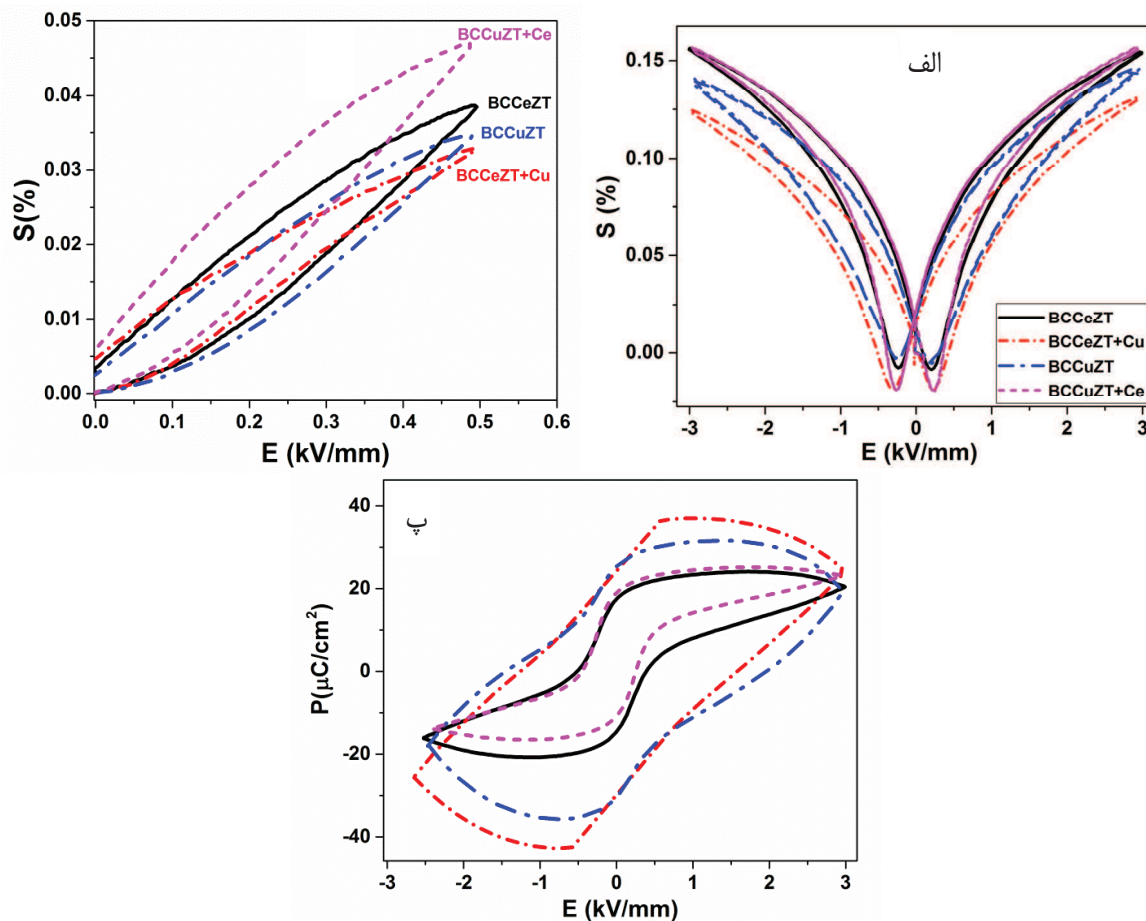 0.05
0.04
0.03
0.02
0.01
0.00
S(%)
BCCuZT+Ce
BCCeZT
BCCuZT
BCCeZT+Cu
0.0 0.1 0.2 0.3 0.4 0.5 0.6
E (kV/mm)
الف
0.15
0.10
0.05
0.00
S (%)
BCCeZT
BCCeZT+Cu
BCCuZT
BCCuZT+Ce
-3 -2 -1 0 1 2 3
E (kV/mm)
پ
40
20
0
-20
-40
P(μC/cm²)
-3 -2 -1 0 1 2 3
E (kV/mm)